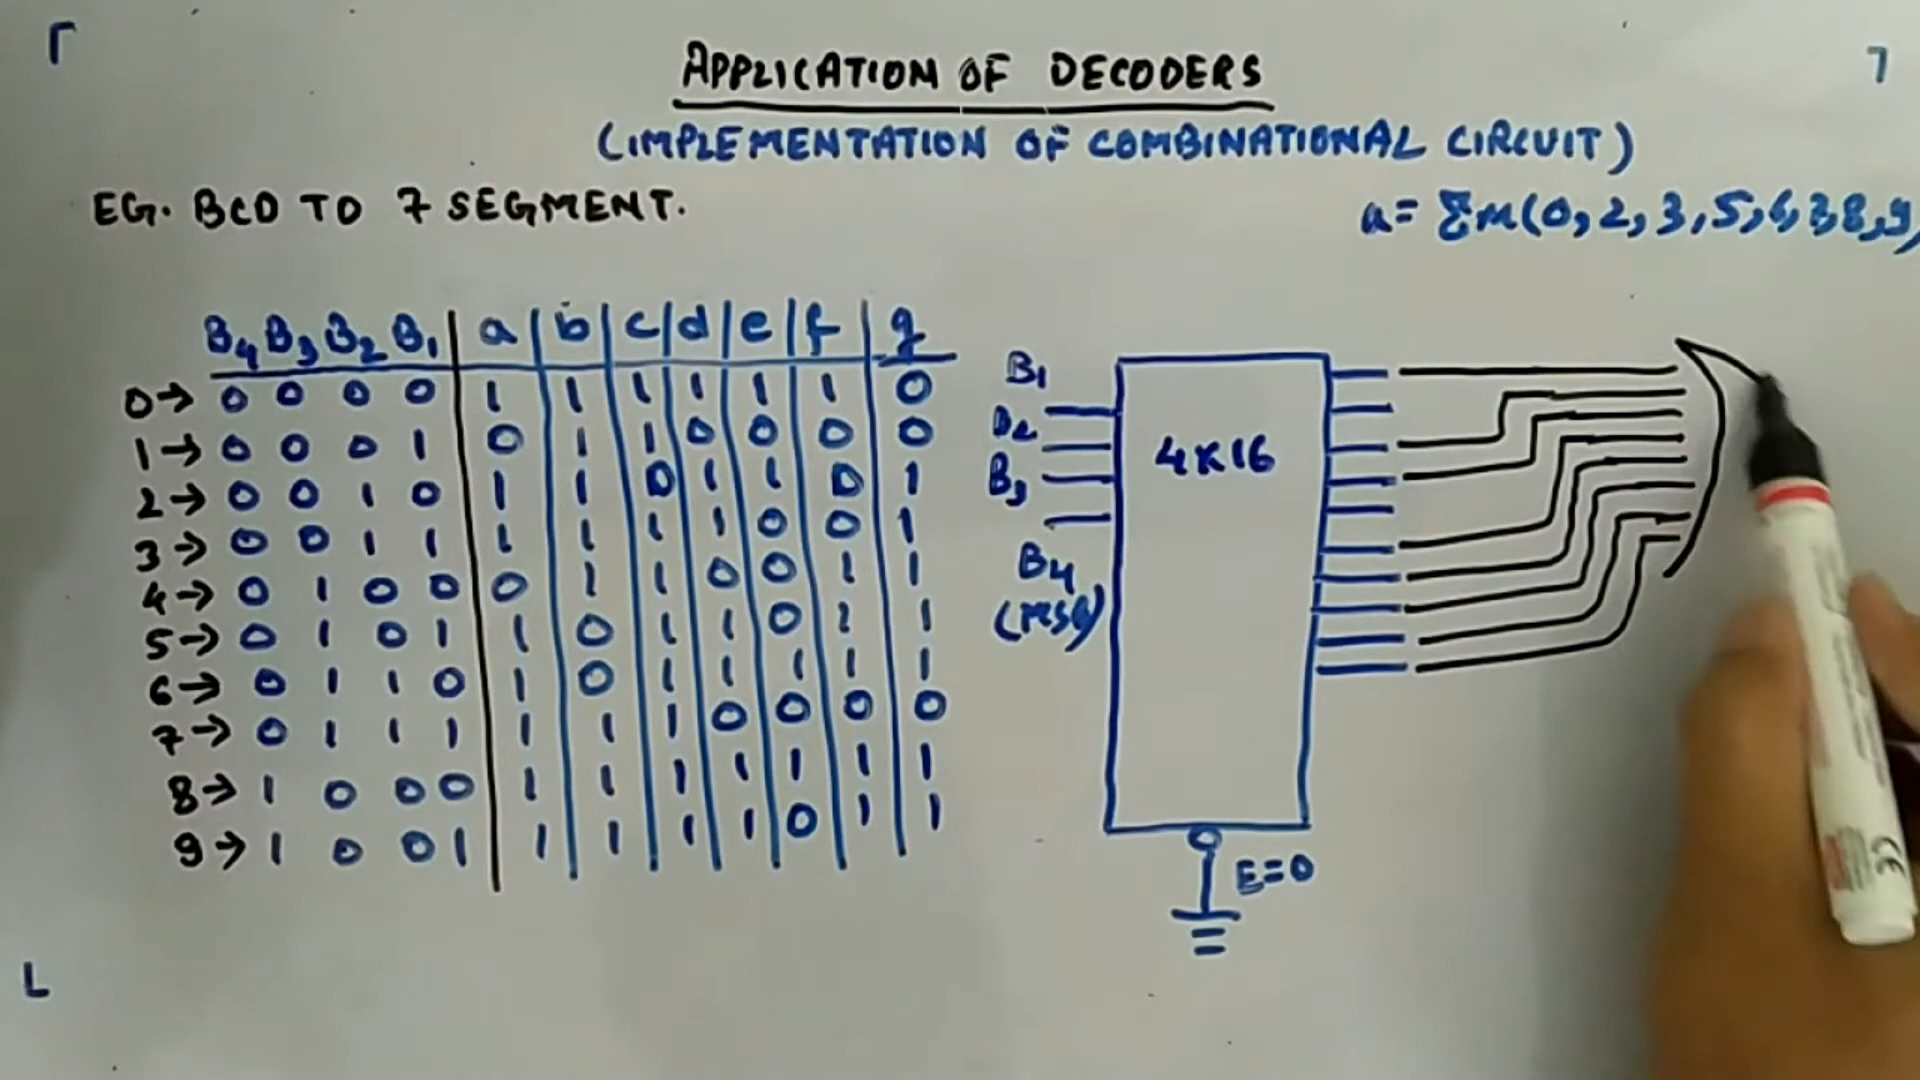 APPLICATION OF DECODERS
(IMPLEMENTATION OF COMBINATIONAL CIRCUIT)
EG. BCD TO 7 SEGMENT.
a= Σm(0,2,3,5,6,7,8,9)
B4 B3 B2 B1 a b c d e f g
0→ 0 0 0 0 1 1 1 1 1 1 0
1→ 0 0 0 1 0 1 1 0 0 0 0
2→ 0 0 1 0 1 1 0 1 1 0 1
3→ 0 0 1 1 1 1 1 1 0 0 1
4→ 0 1 0 0 0 1 1 0 0 1 1
5→ 0 1 0 1 1 0 1 1 0 1 1
6→ 0 1 1 0 1 0 1 1 1 1 1
7→ 0 1 1 1 1 1 1 0 0 0 0
8→ 1 0 0 0 1 1 1 1 1 1 1
9→ 1 0 0 1 1 1 1 1 0 1 1
B1
B2
B3
B4
(MSB)
4X16
E=0
CE